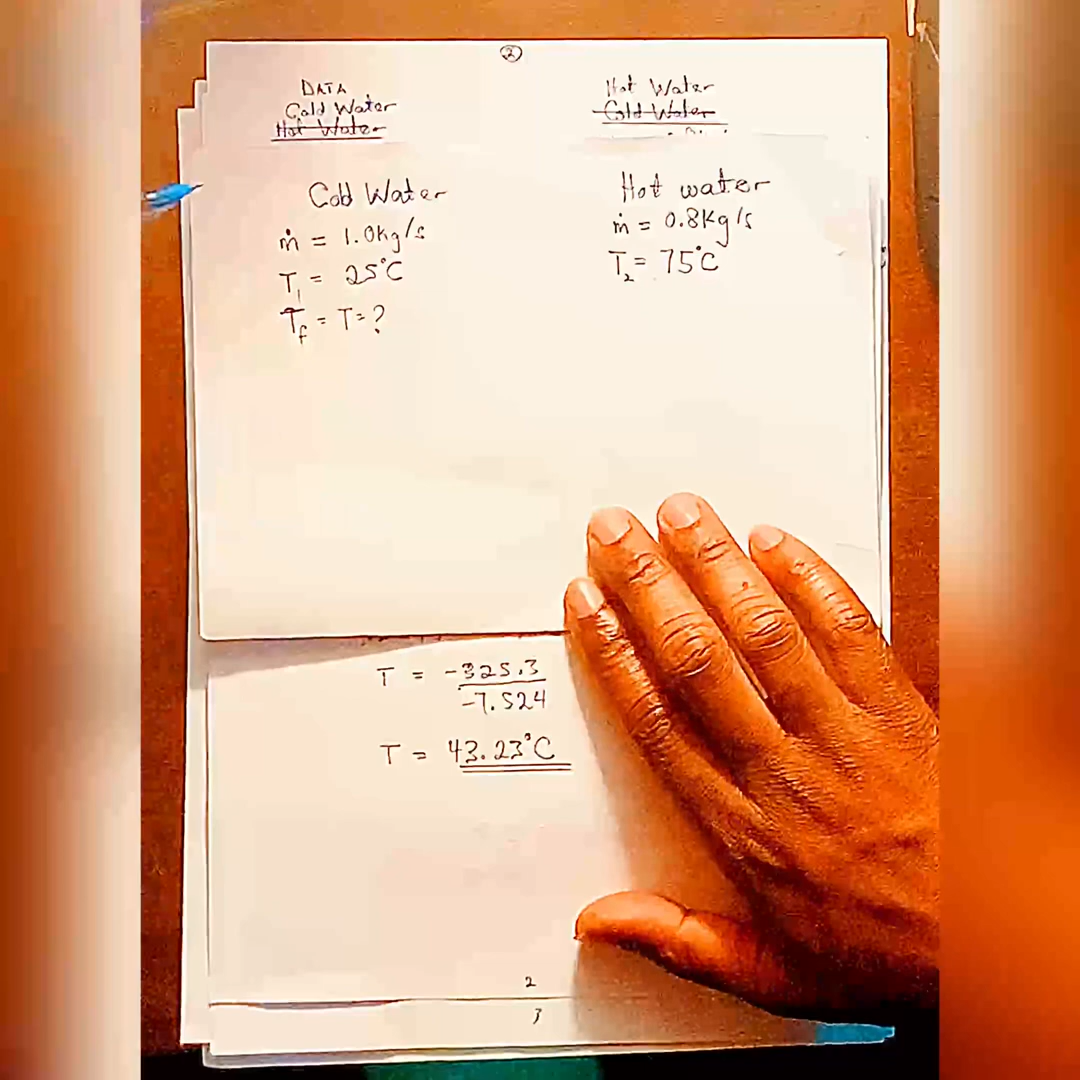 2
DATA
Cold Water
Hot Water
Hot Water
Cold Water
Cold Water
ṁ = 1.0Kg/s
T₁ = 25°C
T_f = T = ?
Hot water
ṁ = 0.8Kg/s
T₂ = 75°C
T = -325.3
-7.524
T = 43.23°C
2
3